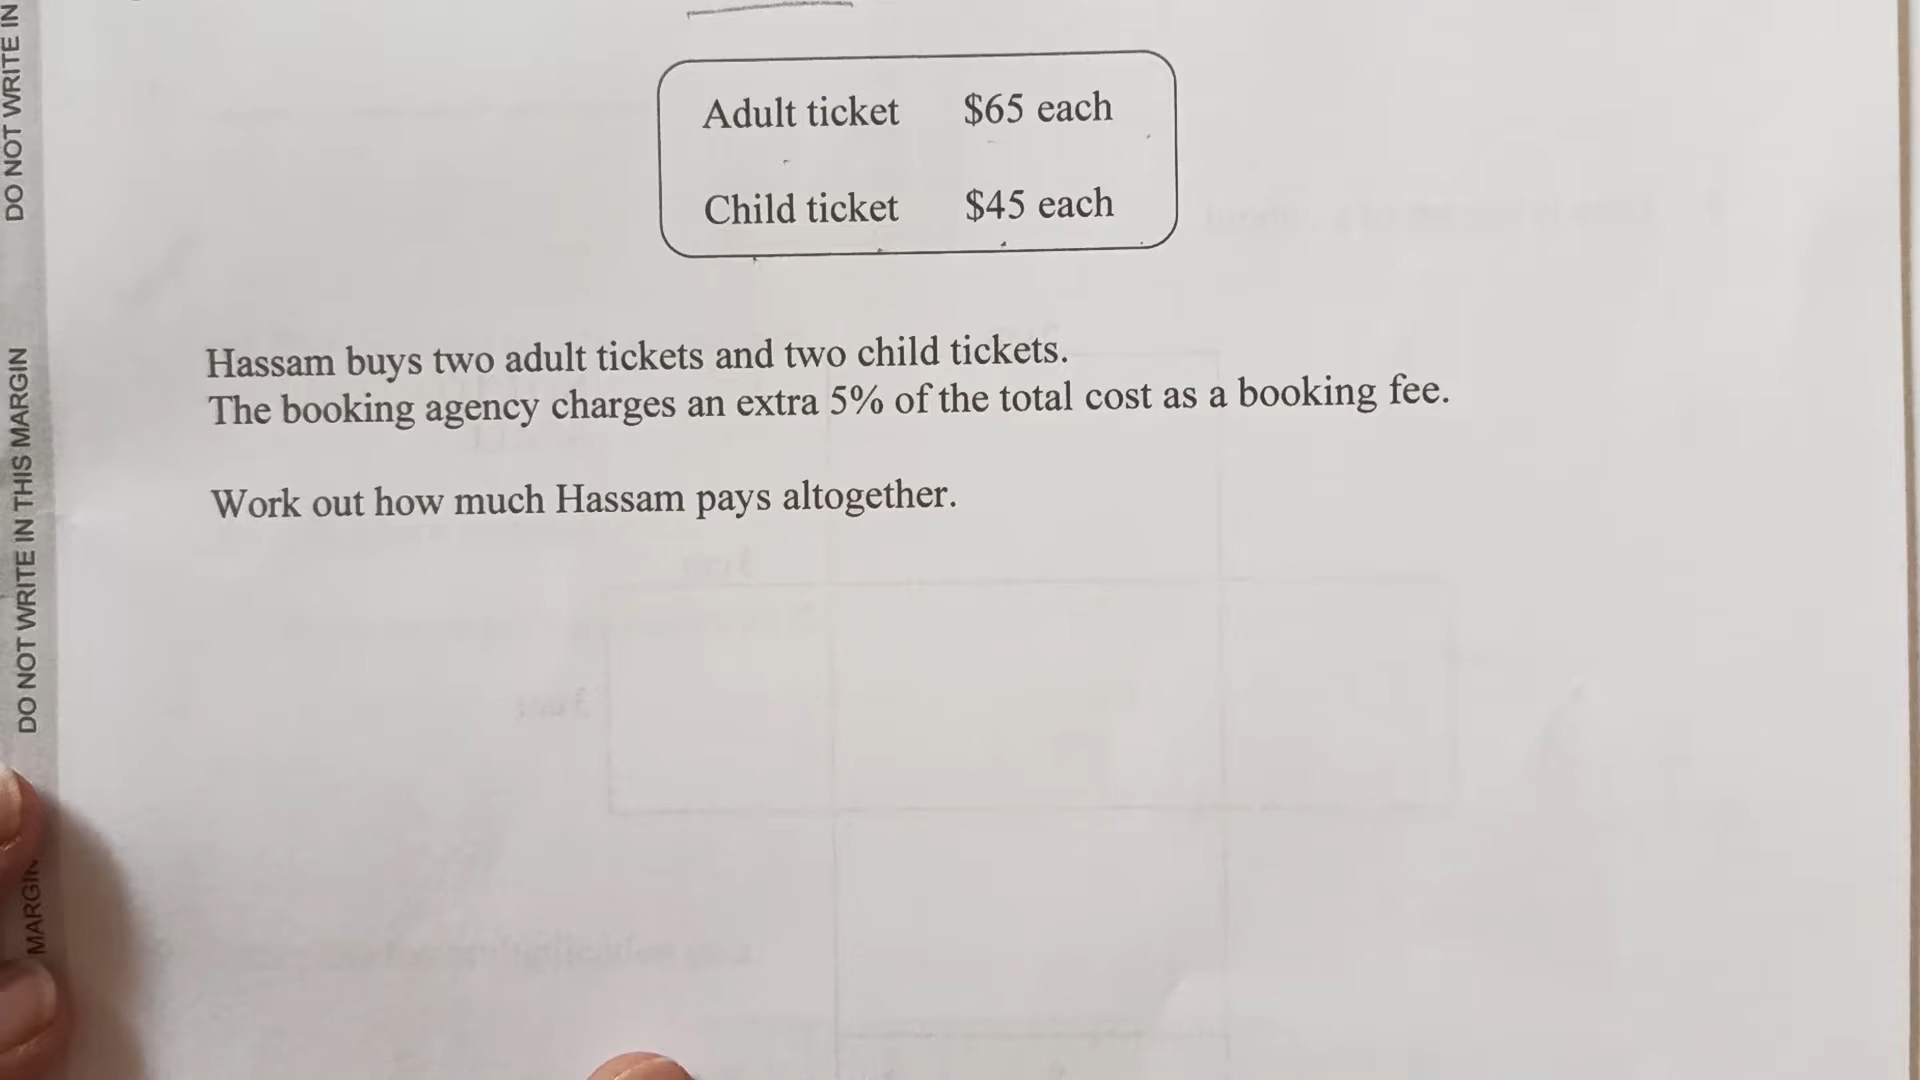 DO NOT WRITE IN
DO NOT WRITE IN THIS MARGIN
MARGIN
Adult ticket $65 each
Child ticket $45 each
Hassam buys two adult tickets and two child tickets.
The booking agency charges an extra 5% of the total cost as a booking fee.
Work out how much Hassam pays altogether.